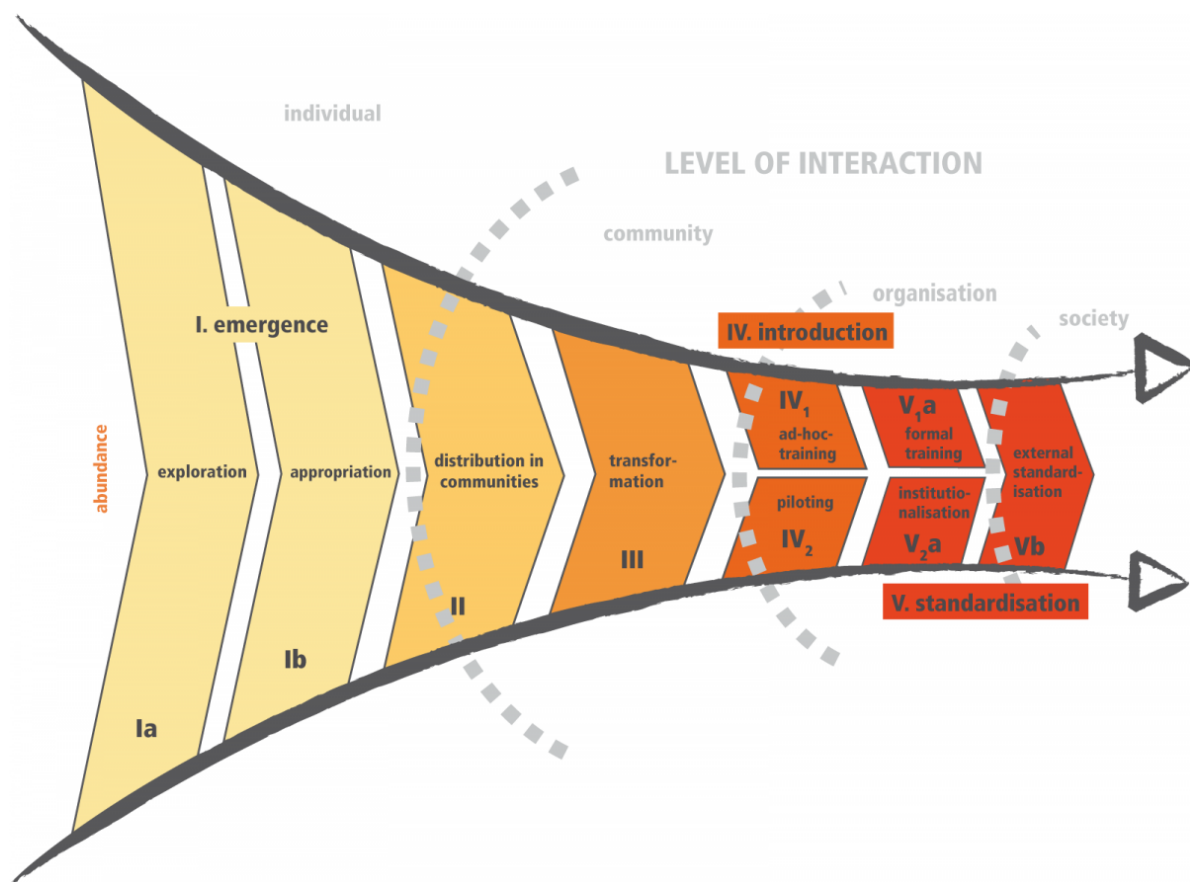 individual
LEVEL OF INTERACTION
community
organisation
society
I. emergence
IV. introduction
abundance
exploration
appropriation
distribution in
communities
transfor-
mation
IV₁
ad-hoc-
training
V₁a
formal
training
external
standard-
isation
piloting
IV₂
institutio-
nalisation
V₂a
Vb
III
II
Ib
Ia
V. standardisation